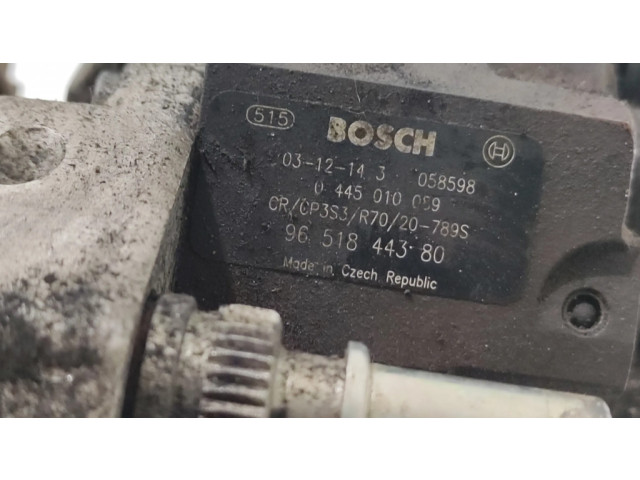 515 BOSCH
03-12-14 3 058598
0 445 010 089
CR/CP3S3/R70/20-789S
96 518 443 80
Made in Czech Republic